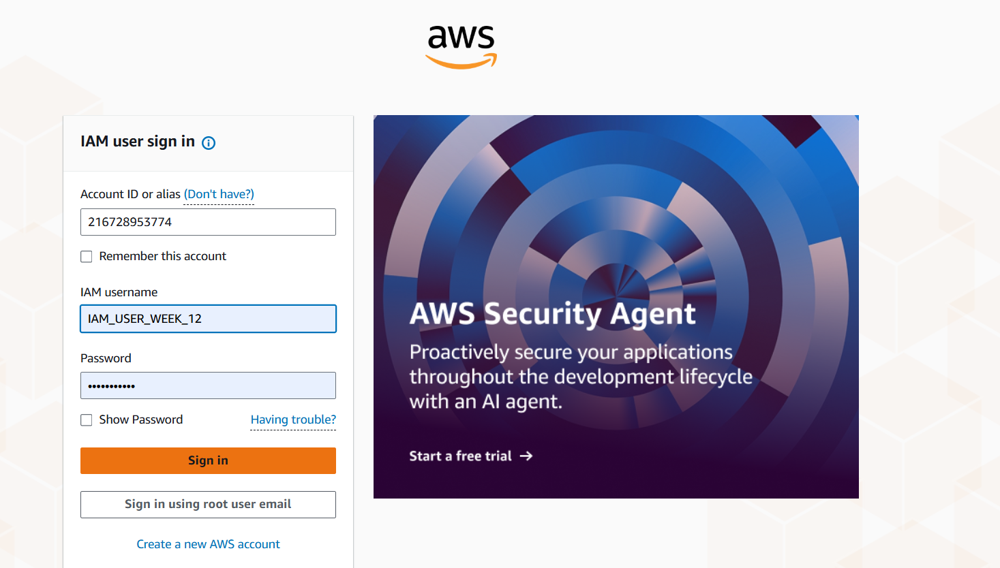 aws
IAM user sign in
Account ID or alias (Don't have?)
216728953774
Remember this account
IAM username
IAM_USER_WEEK_12
Password
•••••••••••
Show Password
Having trouble?
Sign in
Sign in using root user email
Create a new AWS account
AWS Security Agent
Proactively secure your applications
throughout the development lifecycle
with an AI agent.
Start a free trial →